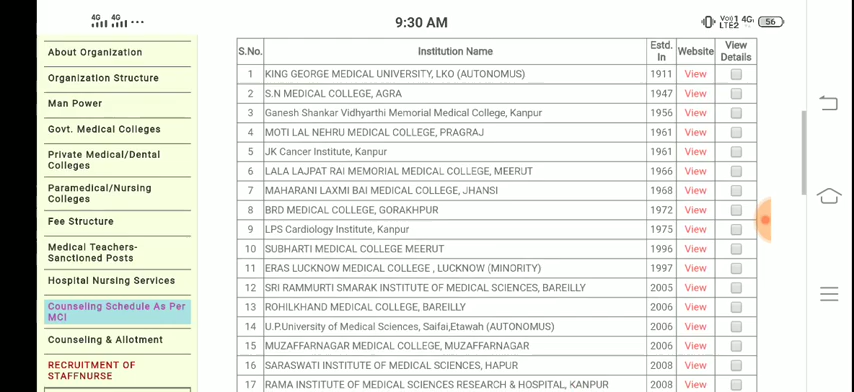 4G 4G ... 9:30 AM Vo)) 1 4G LTE2 56
About Organization
Organization Structure
Man Power
Govt. Medical Colleges
Private Medical/Dental
Colleges
Paramedical/Nursing
Colleges
Fee Structure
Medical Teachers-
Sanctioned Posts
Hospital Nursing Services
Counseling Schedule As Per
MCI
Counseling & Allotment
RECRUITMENT OF
STAFFNURSE
S.No. Institution Name Estd. In Website View Details
1 KING GEORGE MEDICAL UNIVERSITY, LKO (AUTONOMUS) 1911 View
2 S.N MEDICAL COLLEGE, AGRA 1947 View
3 Ganesh Shankar Vidhyarthi Memorial Medical College, Kanpur 1956 View
4 MOTI LAL NEHRU MEDICAL COLLEGE, PRAGRAJ 1961 View
5 JK Cancer Institute, Kanpur 1961 View
6 LALA LAJPAT RAI MEMORIAL MEDICAL COLLEGE, MEERUT 1966 View
7 MAHARANI LAXMI BAI MEDICAL COLLEGE, JHANSI 1968 View
8 BRD MEDICAL COLLEGE, GORAKHPUR 1972 View
9 LPS Cardiology Institute, Kanpur 1975 View
10 SUBHARTI MEDICAL COLLEGE MEERUT 1996 View
11 ERAS LUCKNOW MEDICAL COLLEGE , LUCKNOW (MINORITY) 1997 View
12 SRI RAMMURTI SMARAK INSTITUTE OF MEDICAL SCIENCES, BAREILLY 2005 View
13 ROHILKHAND MEDICAL COLLEGE, BAREILLY 2006 View
14 U.P.University of Medical Sciences, Saifai,Etawah (AUTONOMUS) 2006 View
15 MUZAFFARNAGAR MEDICAL COLLEGE, MUZAFFARNAGAR 2006 View
16 SARASWATI INSTITUTE OF MEDICAL SCIENCES, HAPUR 2008 View
17 RAMA INSTITUTE OF MEDICAL SCIENCES RESEARCH & HOSPITAL, KANPUR 2008 View